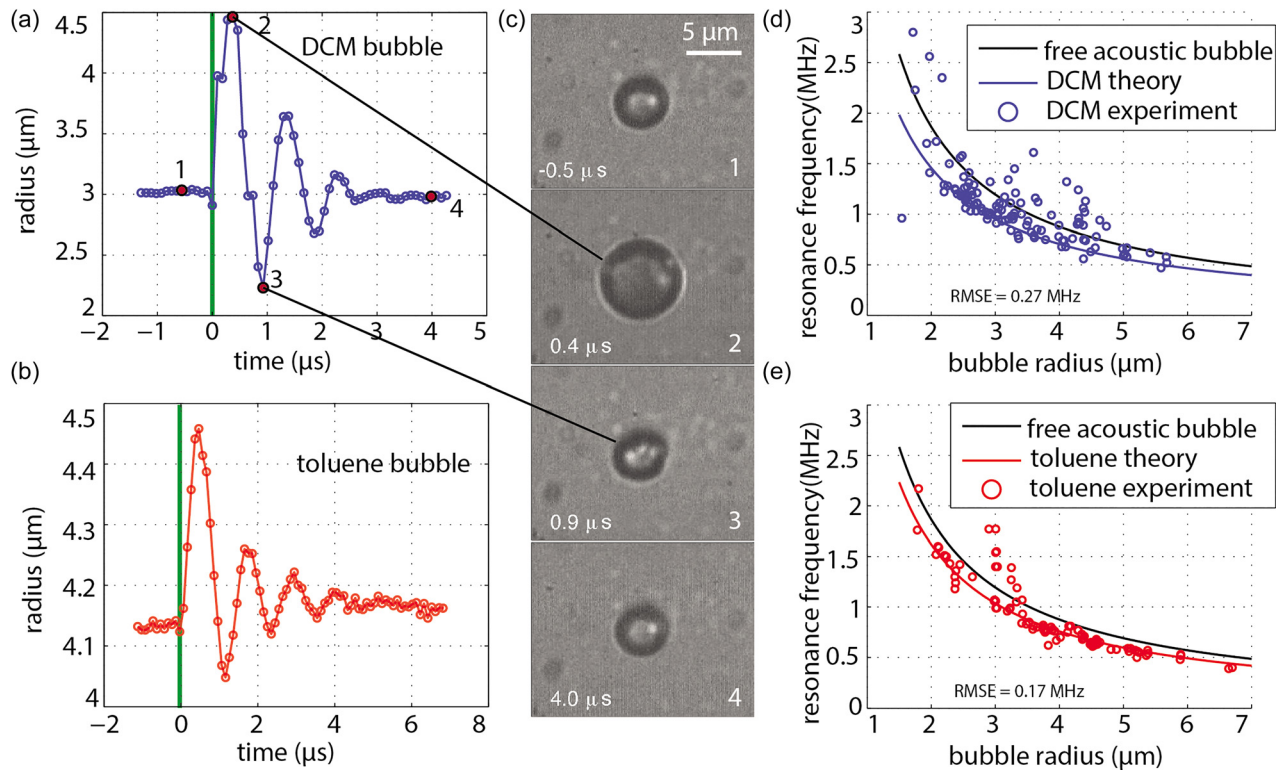 (a)
4.5
4
3.5
3
2.5
2
radius (μm)
DCM bubble
1
2
3
4
−2 −1 0 1 2 3 4 5
time (μs)
(b)
4.5
4.4
4.3
4.2
4.1
4
radius (μm)
toluene bubble
−2 0 2 4 6 8
time (μs)
(c)
5 μm
-0.5 μs 1
0.4 μs 2
0.9 μs 3
4.0 μs 4
(d)
3
2.5
2
1.5
1
0.5
0
resonance frequency(MHz)
free acoustic bubble
DCM theory
DCM experiment
RMSE = 0.27 MHz
1 2 3 4 5 6 7
bubble radius (μm)
(e)
3
2.5
2
1.5
1
0.5
0
resonance frequency(MHz)
free acoustic bubble
toluene theory
toluene experiment
RMSE = 0.17 MHz
1 2 3 4 5 6 7
bubble radius (μm)